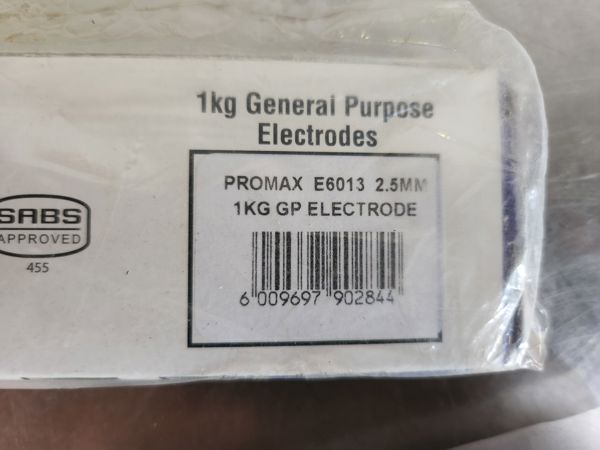 1kg General Purpose
Electrodes
PROMAX E6013 2.5MM
1KG GP ELECTRODE
6 009697 902844
SABS
APPROVED
455